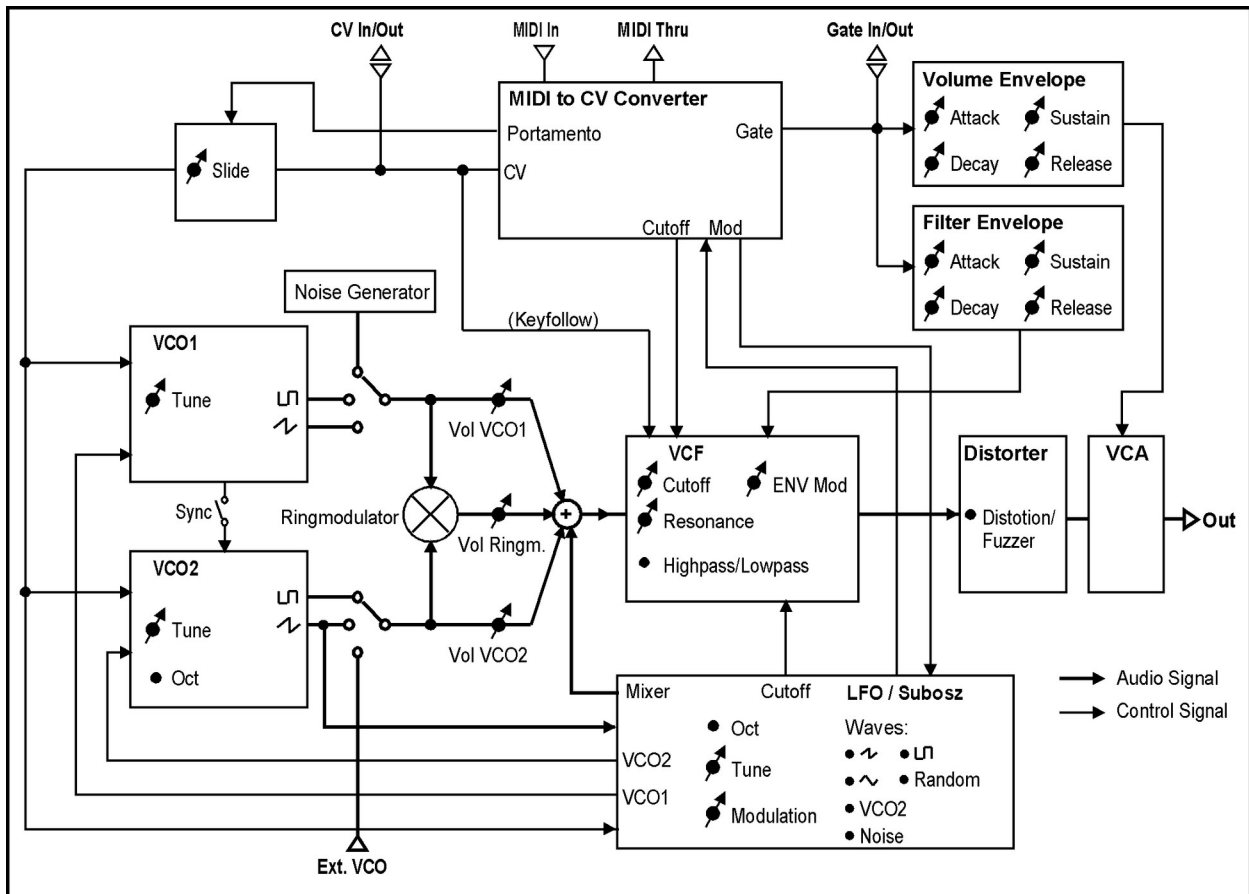 CV In/Out
MIDI In
MIDI Thru
Gate In/Out
MIDI to CV Converter
Portamento
CV
Gate
Cutoff
Mod
Volume Envelope
Attack
Sustain
Decay
Release
Slide
Filter Envelope
Attack
Sustain
Decay
Release
Noise Generator
(Keyfollow)
VCO1
Tune
Vol VCO1
Sync
Ringmodulator
Vol Ringm.
VCO2
Tune
Oct
Vol VCO2
VCF
Cutoff
ENV Mod
Resonance
Highpass/Lowpass
Distorter
Distotion/
Fuzzer
VCA
Out
Mixer
Cutoff
LFO / Subosz
Oct
Waves:
Tune
Random
VCO2
VCO1
Modulation
VCO2
Noise
Ext. VCO
Audio Signal
Control Signal